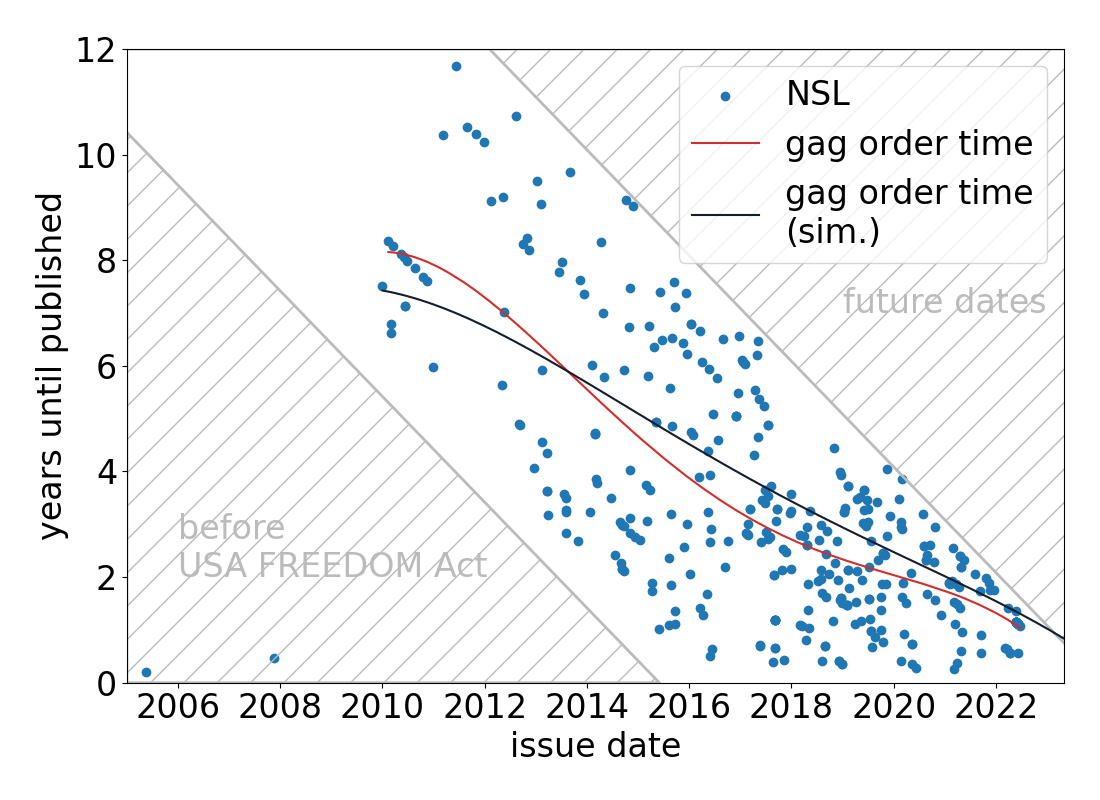 12
10
8
6
4
2
0
years until published
NSL
gag order time
gag order time
(sim.)
future dates
before
USA FREEDOM Act
2006 2008 2010 2012 2014 2016 2018 2020 2022
issue date